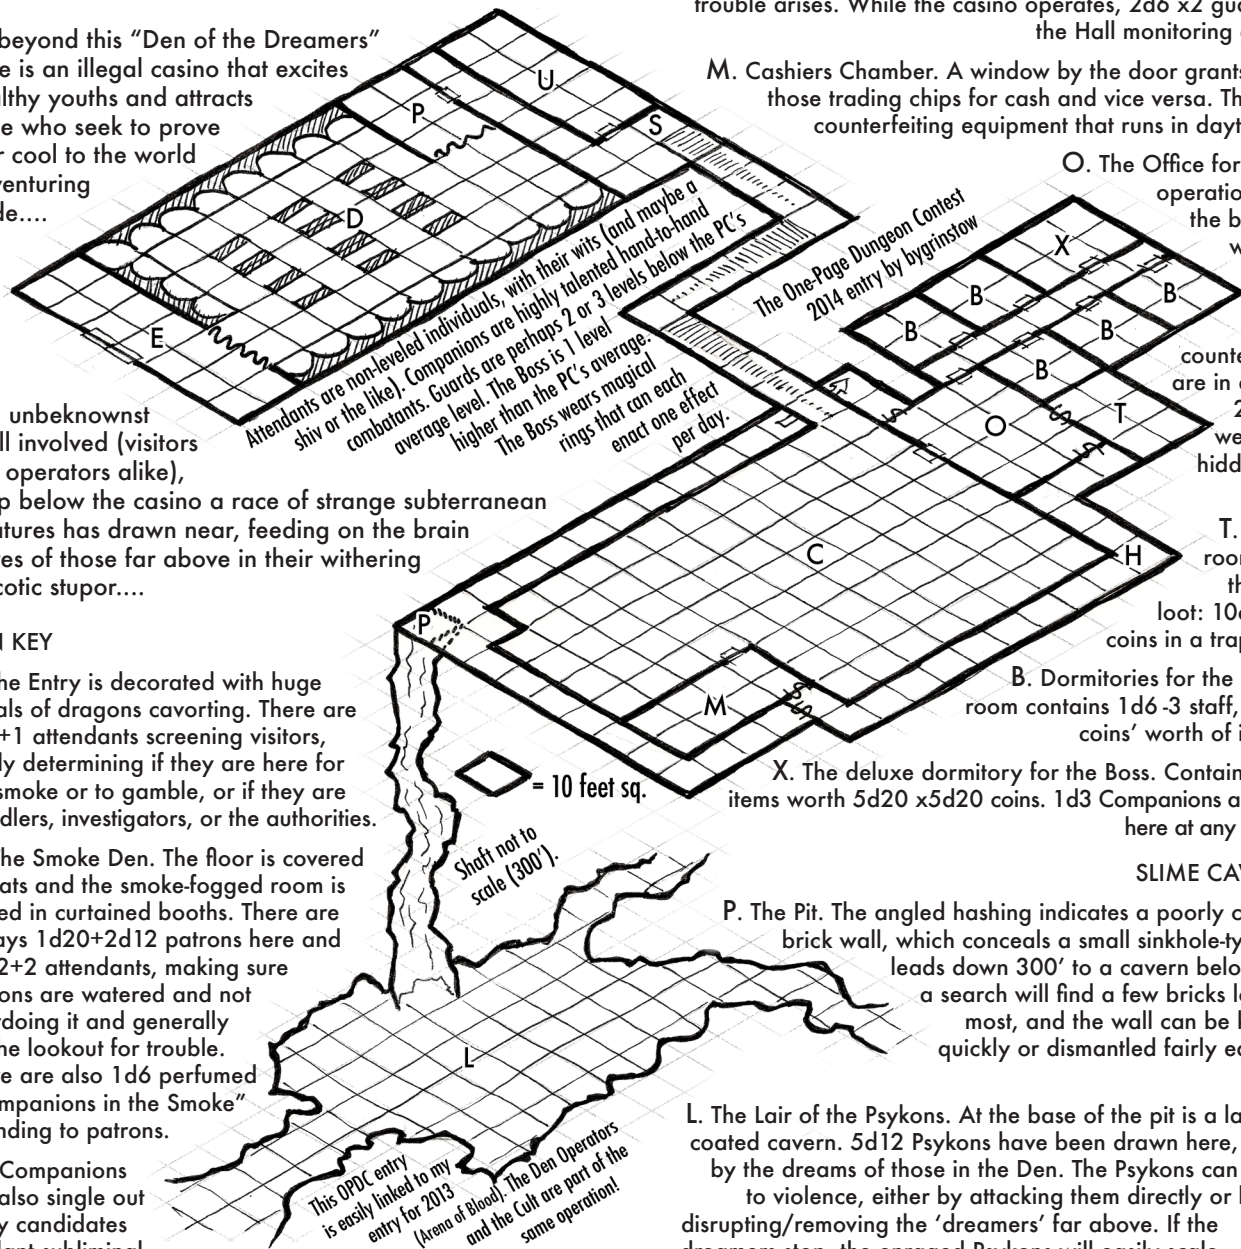 beyond this “Den of the Dreamers”
e is an illegal casino that excites
lthy youths and attracts
e who seek to prove
r cool to the world
venturing
de....
unbeknownst
ll involved (visitors
operators alike),
p below the casino a race of strange subterranean
atures has drawn near, feeding on the brain
es of those far above in their withering
cotic stupor....
KEY
he Entry is decorated with huge
als of dragons cavorting. There are
+1 attendants screening visitors,
ly determining if they are here for
smoke or to gamble, or if they are
dlers, investigators, or the authorities.
he Smoke Den. The floor is covered
ats and the smoke-fogged room is
ed in curtained booths. There are
ays 1d20+2d12 patrons here and
2+2 attendants, making sure
ons are watered and not
doing it and generally
he lookout for trouble.
re are also 1d6 perfumed
mpanions in the Smoke”
nding to patrons.
Companions
also single out
y candidates
lant subliminal
U
P
S
D
E
Attendants are non-leveled individuals, with their wits (and maybe a
shiv or the like). Companions are highly talented hand-to-hand
combatants. Guards are perhaps 2 or 3 levels below the PC's
average level. The Boss is 1 level
higher than the PC's average.
The Boss wears magical
rings that can each
enact one effect
per day.
The One-Page Dungeon Contest
2014 entry by bygrinstow
X
B
B
B
B
B
T
O
S
S
C
H
P
M
S
S
= 10 feet sq.
Shaft not to
scale (300').
L
This OPDC entry
is easily linked to my
entry for 2013
(Arena of Blood). The Den Operators
and the Cult are part of the
same operation!
trouble arises. While the casino operates, 2d6 x2 gua
the Hall monitoring
M. Cashiers Chamber. A window by the door grants
those trading chips for cash and vice versa. Th
counterfeiting equipment that runs in dayt
O. The Office for
operatio
the b
w
counte
are in
2
we
hidd
T.
room
th
loot: 10
coins in a trap
B. Dormitories for the
room contains 1d6 -3 staff,
coins’ worth of i
X. The deluxe dormitory for the Boss. Contain
items worth 5d20 x5d20 coins. 1d3 Companions a
here at any
SLIME CAV
P. The Pit. The angled hashing indicates a poorly c
brick wall, which conceals a small sinkhole-ty
leads down 300’ to a cavern belo
a search will find a few bricks l
most, and the wall can be
quickly or dismantled fairly e
L. The Lair of the Psykons. At the base of the pit is a la
coated cavern. 5d12 Psykons have been drawn here,
by the dreams of those in the Den. The Psykons can
to violence, either by attacking them directly or
disrupting/removing the ‘dreamers’ far above. If the
dreamers stop, the enraged Psykons will easily scale